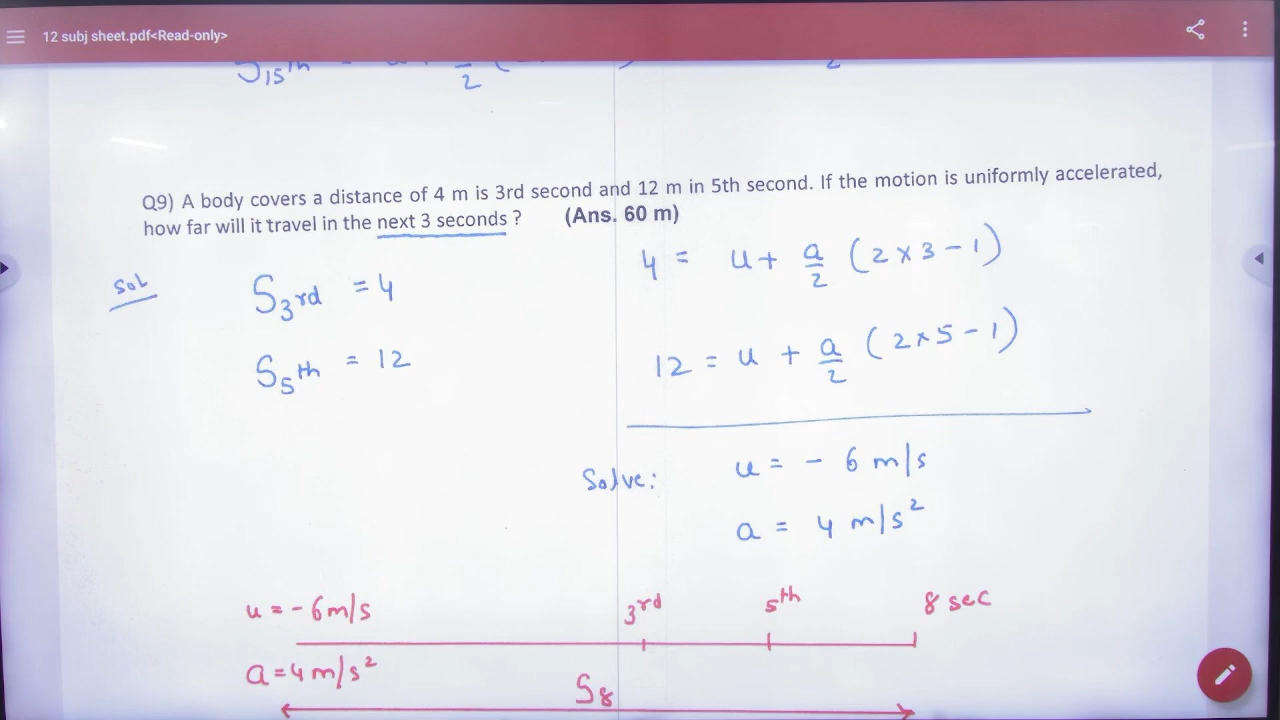 12 subj sheet.pdf<Read-only>
S15th
2
2
Q9) A body covers a distance of 4 m is 3rd second and 12 m in 5th second. If the motion is uniformly accelerated,
how far will it travel in the next 3 seconds ? (Ans. 60 m)
Sol
S3rd = 4
4 = u + a/2 (2 × 3 - 1)
S5th = 12
12 = u + a/2 (2 × 5 - 1)
Solve: u = - 6 m/s
a = 4 m/s²
u = - 6 m/s
3rd 5th 8 sec
a = 4 m/s²
S8